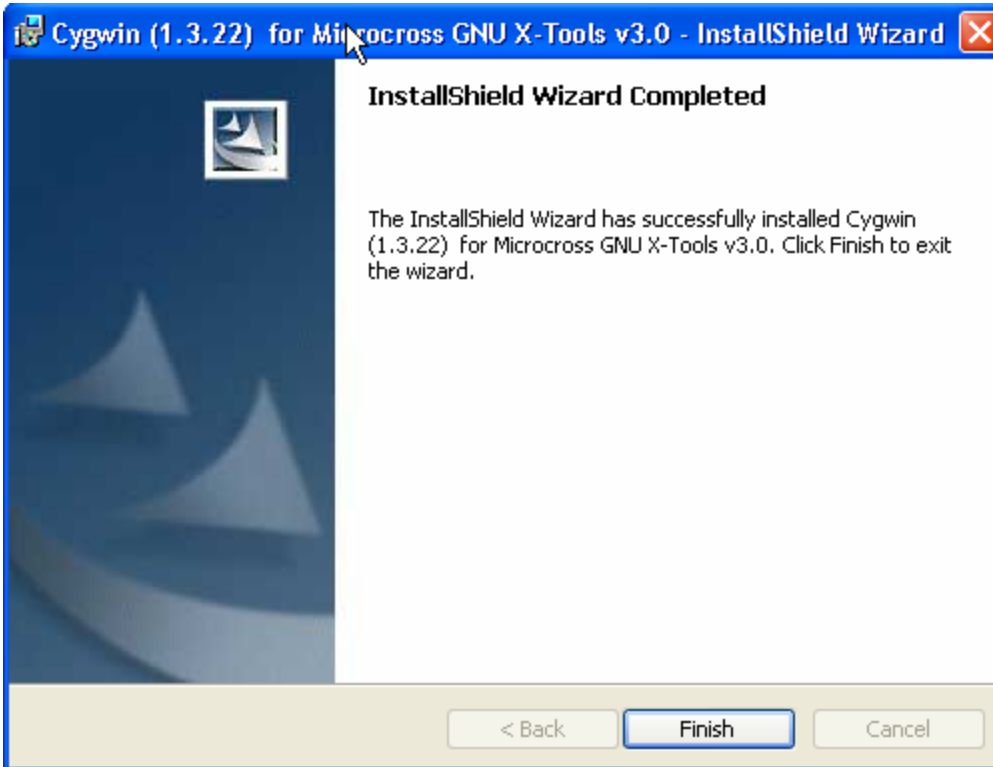 Cygwin (1.3.22)  for Microcross GNU X-Tools v3.0 - InstallShield Wizard
InstallShield Wizard Completed
The InstallShield Wizard has successfully installed Cygwin
(1.3.22)  for Microcross GNU X-Tools v3.0. Click Finish to exit
the wizard.
< Back
Finish
Cancel